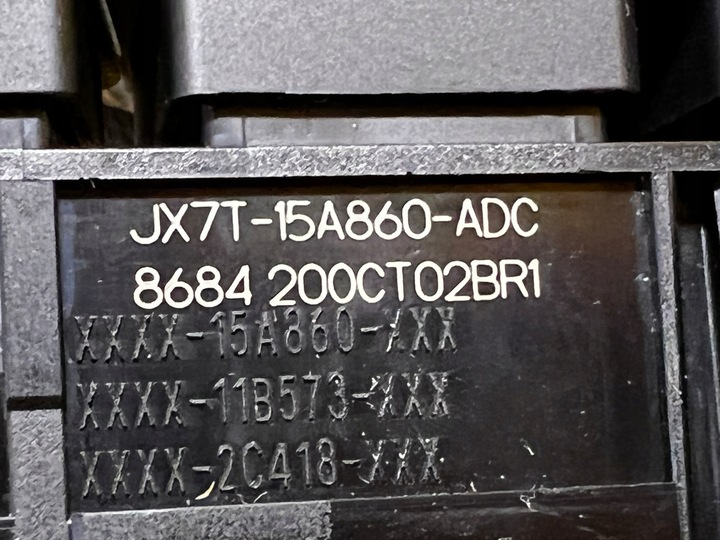 JX7T-15A860-ADC
8684 200CT02BR1
XXXX-15A860-XXX
XXXX-11B573-XXX
XXXX-2C418-XXX